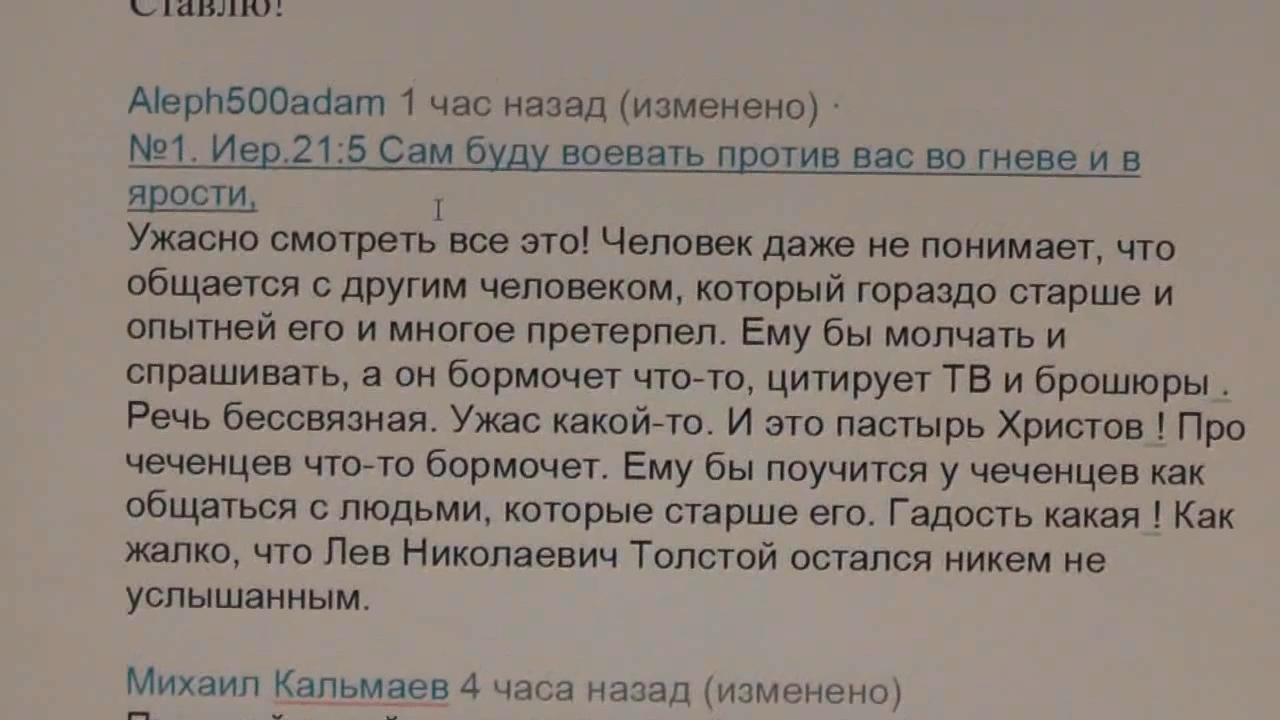 Ставлю!
Aleph500adam 1 час назад (изменено) ·
№1. Иер.21:5 Сам буду воевать против вас во гневе и в
ярости,
Ужасно смотреть все это! Человек даже не понимает, что
общается с другим человеком, который гораздо старше и
опытней его и многое претерпел. Ему бы молчать и
спрашивать, а он бормочет что-то, цитирует ТВ и брошюры .
Речь бессвязная. Ужас какой-то. И это пастырь Христов ! Про
чеченцев что-то бормочет. Ему бы поучится у чеченцев как
общаться с людьми, которые старше его. Гадость какая ! Как
жалко, что Лев Николаевич Толстой остался никем не
услышанным.
Михаил Кальмаев 4 часа назад (изменено)